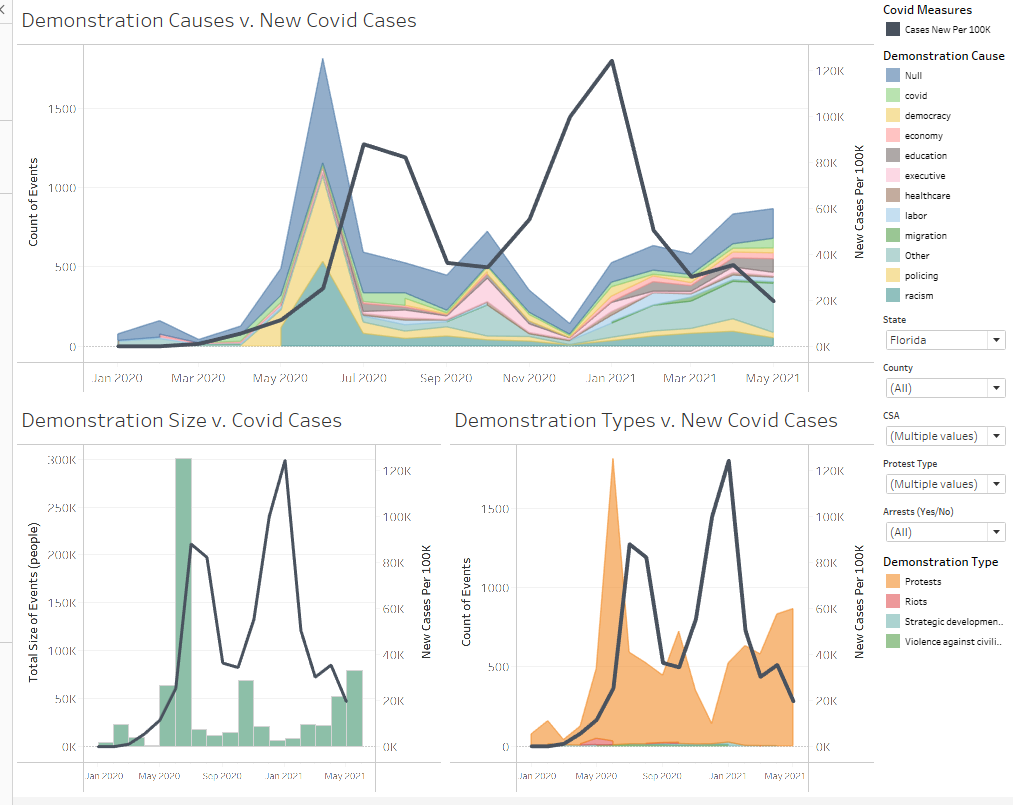 Demonstration Causes v. New Covid Cases
Count of Events
1500
1000
500
0
120K
100K
80K
60K
40K
20K
0K
New Cases Per 100K
Jan 2020 Mar 2020 May 2020 Jul 2020 Sep 2020 Nov 2020 Jan 2021 Mar 2021 May 2021
Demonstration Size v. Covid Cases
Total Size of Events (people)
300K
250K
200K
150K
100K
50K
0K
120K
100K
80K
60K
40K
20K
0K
New Cases Per 100K
Jan 2020 May 2020 Sep 2020 Jan 2021 May 2021
Demonstration Types v. New Covid Cases
Count of Events
1500
1000
500
0
120K
100K
80K
60K
40K
20K
0K
New Cases Per 100K
Jan 2020 May 2020 Sep 2020 Jan 2021 May 2021
Covid Measures
Cases New Per 100K
Demonstration Cause
Null
covid
democracy
economy
education
executive
healthcare
labor
migration
Other
policing
racism
State
Florida
County
(All)
CSA
(Multiple values)
Protest Type
(Multiple values)
Arrests (Yes/No)
(All)
Demonstration Type
Protests
Riots
Strategic developmen..
Violence against civili..